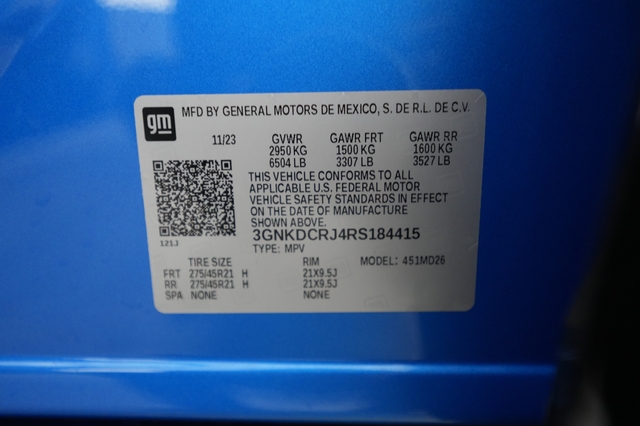 gm MFD BY GENERAL MOTORS DE MEXICO, S. DE R.L. DE C.V.
11/23 GVWR GAWR FRT GAWR RR
2950 KG 1500 KG 1600 KG
6504 LB 3307 LB 3527 LB
THIS VEHICLE CONFORMS TO ALL
APPLICABLE U.S. FEDERAL MOTOR
VEHICLE SAFETY STANDARDS IN EFFECT
ON THE DATE OF MANUFACTURE
SHOWN ABOVE.
3GNKDCRJ4RS184415
121J
TYPE: MPV
TIRE SIZE RIM MODEL: 451MD26
FRT 275/45R21 H 21X9.5J
RR 275/45R21 H 21X9.5J
SPA NONE NONE